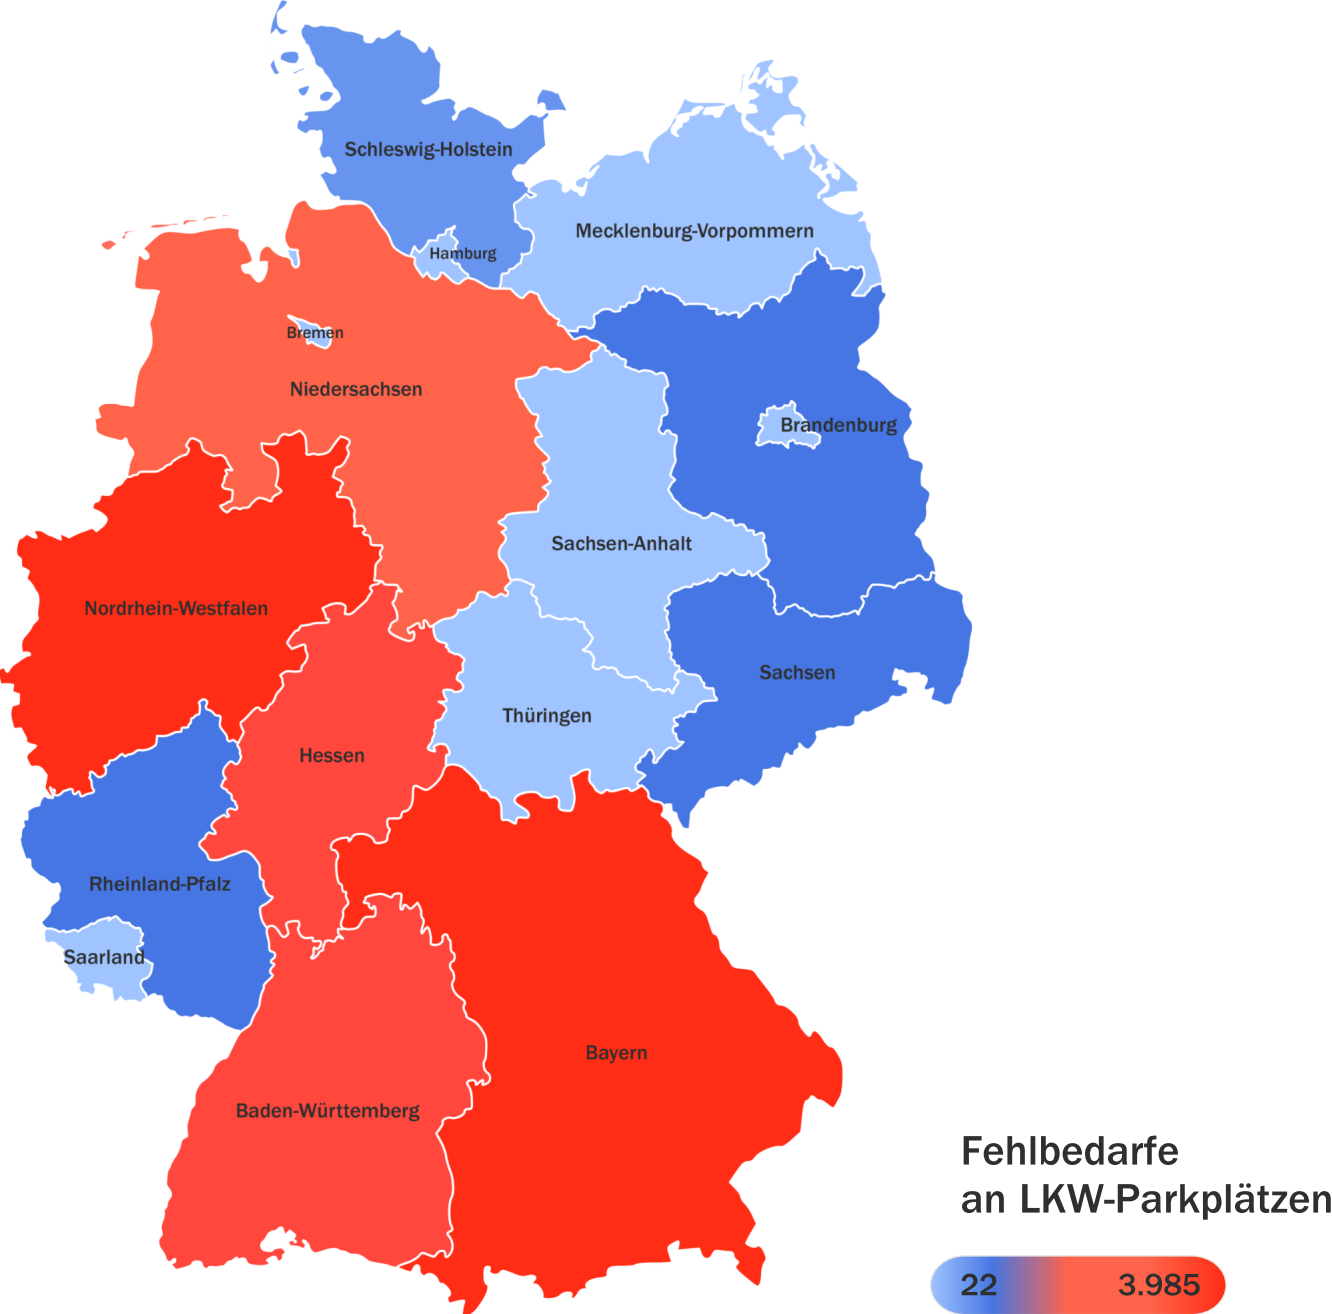 Schleswig-Holstein
Mecklenburg-Vorpommern
Hamburg
Bremen
Niedersachsen
Brandenburg
Sachsen-Anhalt
Nordrhein-Westfalen
Sachsen
Thüringen
Hessen
Rheinland-Pfalz
Saarland
Bayern
Baden-Württemberg
Fehlbedarfe
an LKW-Parkplätzen
22 3.985